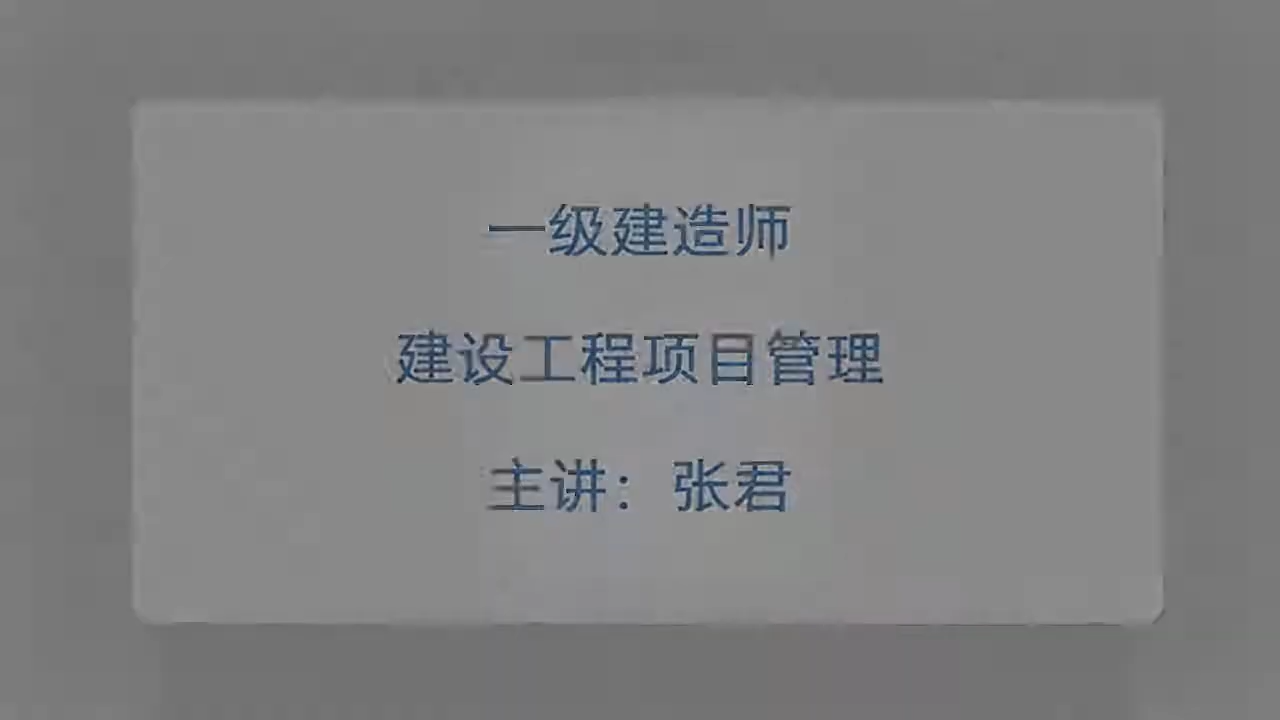 一级建造师
建设工程项目管理
主讲：张君